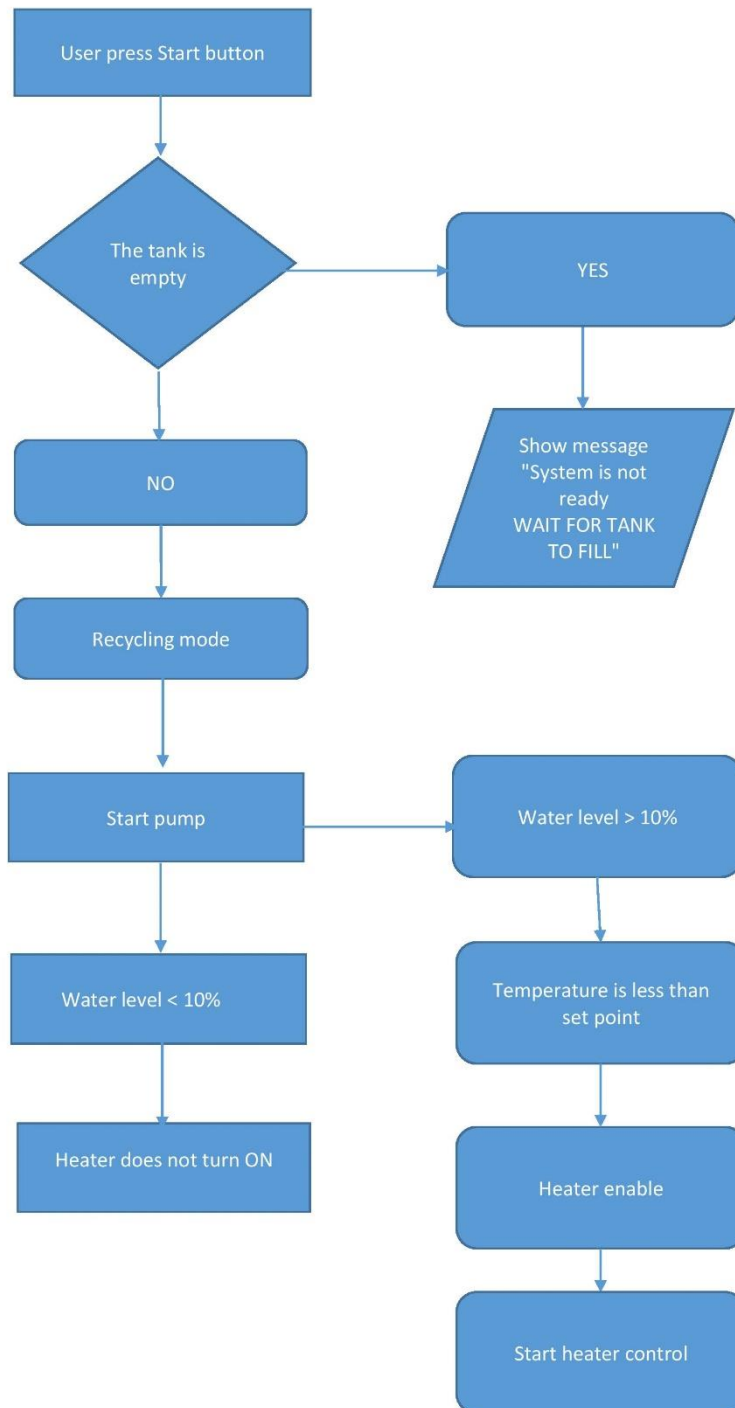 User press Start button
The tank is
empty
YES
Show message
"System is not
ready
WAIT FOR TANK
TO FILL"
NO
Recycling mode
Start pump
Water level > 10%
Water level < 10%
Temperature is less than
set point
Heater does not turn ON
Heater enable
Start heater control